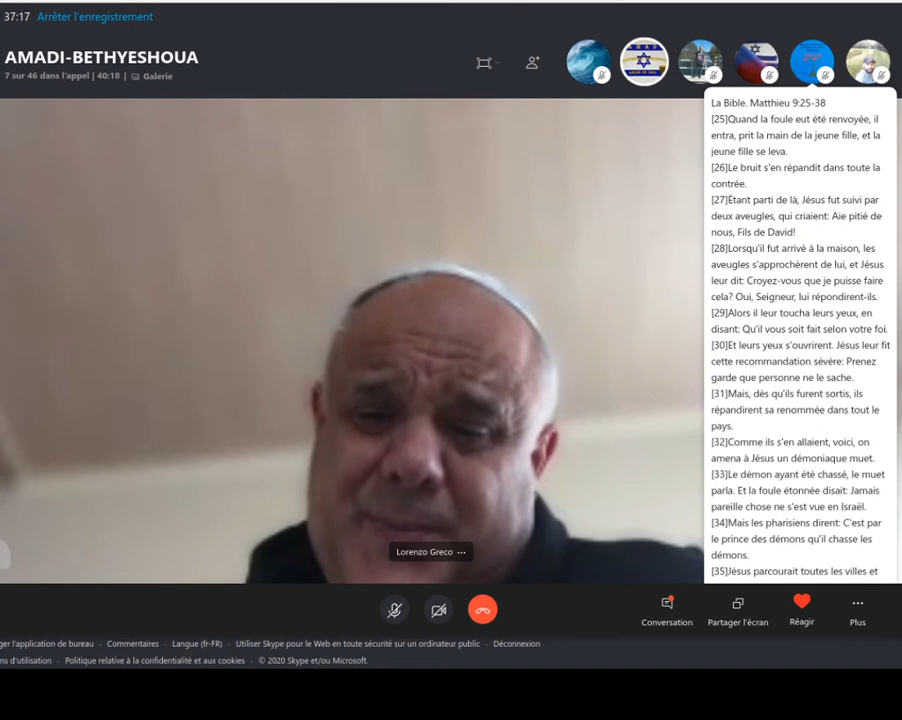 37:17 Arrêter l'enregistrement
AMADI-BETHYESHOUA
7 sur 46 dans l'appel | 40:18 | Galerie
La Bible. Matthieu 9:25-38
[25]Quand la foule eut été renvoyée, il
entra, prit la main de la jeune fille, et la
jeune fille se leva.
[26]Le bruit s'en répandit dans toute la
contrée.
[27]Étant parti de là, Jésus fut suivi par
deux aveugles, qui criaient: Aie pitié de
nous, Fils de David!
[28]Lorsqu'il fut arrivé à la maison, les
aveugles s'approchèrent de lui, et Jésus
leur dit: Croyez-vous que je puisse faire
cela? Oui, Seigneur, lui répondirent-ils.
[29]Alors il leur toucha leurs yeux, en
disant: Qu'il vous soit fait selon votre foi.
[30]Et leurs yeux s'ouvrirent. Jésus leur fit
cette recommandation sévère: Prenez
garde que personne ne le sache.
[31]Mais, dès qu'ils furent sortis, ils
répandirent sa renommée dans tout le
pays.
[32]Comme ils s'en allaient, voici, on
amena à Jésus un démoniaque muet.
[33]Le démon ayant été chassé, le muet
parla. Et la foule étonnée disait: Jamais
pareille chose ne s'est vue en Israël.
[34]Mais les pharisiens dirent: C'est par
le prince des démons qu'il chasse les
démons.
[35]Jésus parcourait toutes les villes et
Lorenzo Greco ...
Conversation
Partager l'écran
Réagir
Plus
ger l'application de bureau · Commentaires · Langue (fr-FR) · Utiliser Skype pour le Web en toute sécurité sur un ordinateur public · Déconnexion
ns d'utilisation · Politique relative à la confidentialité et aux cookies · © 2020 Skype et/ou Microsoft.